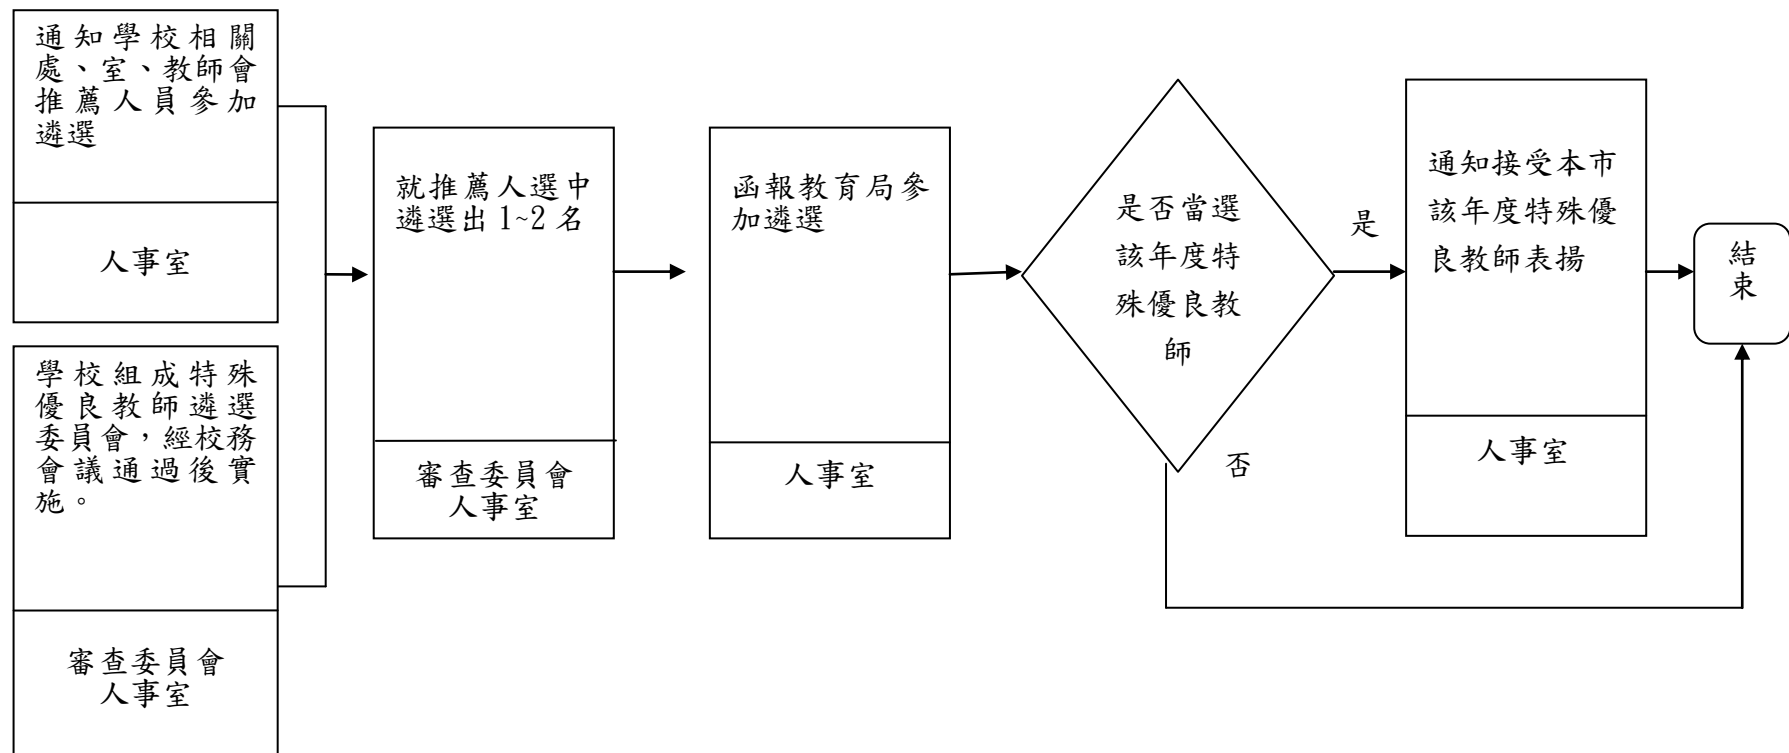 通知學校相關
處、室、教師會
推薦人員參加
遴選
人事室
學校組成特殊
優良教師遴選
委員會，經校務
會議通過後實
施。
審查委員會
人事室
就推薦人選中
遴選出 1~2 名
審查委員會
人事室
函報教育局參
加遴選
人事室
是否當選
該年度特
殊優良教
師
是
否
通知接受本市
該年度特殊優
良教師表揚
人事室
結
束